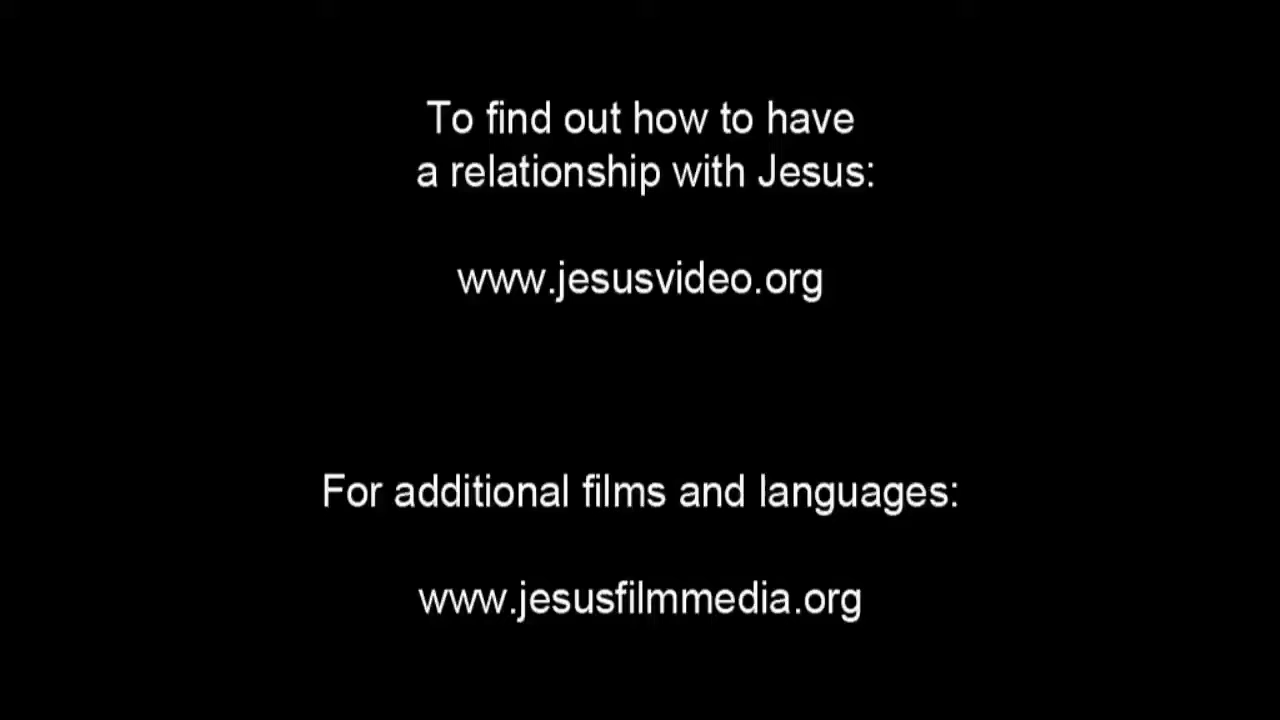 To find out how to have
a relationship with Jesus:
www.jesusvideo.org
For additional films and languages:
www.jesusfilmmedia.org